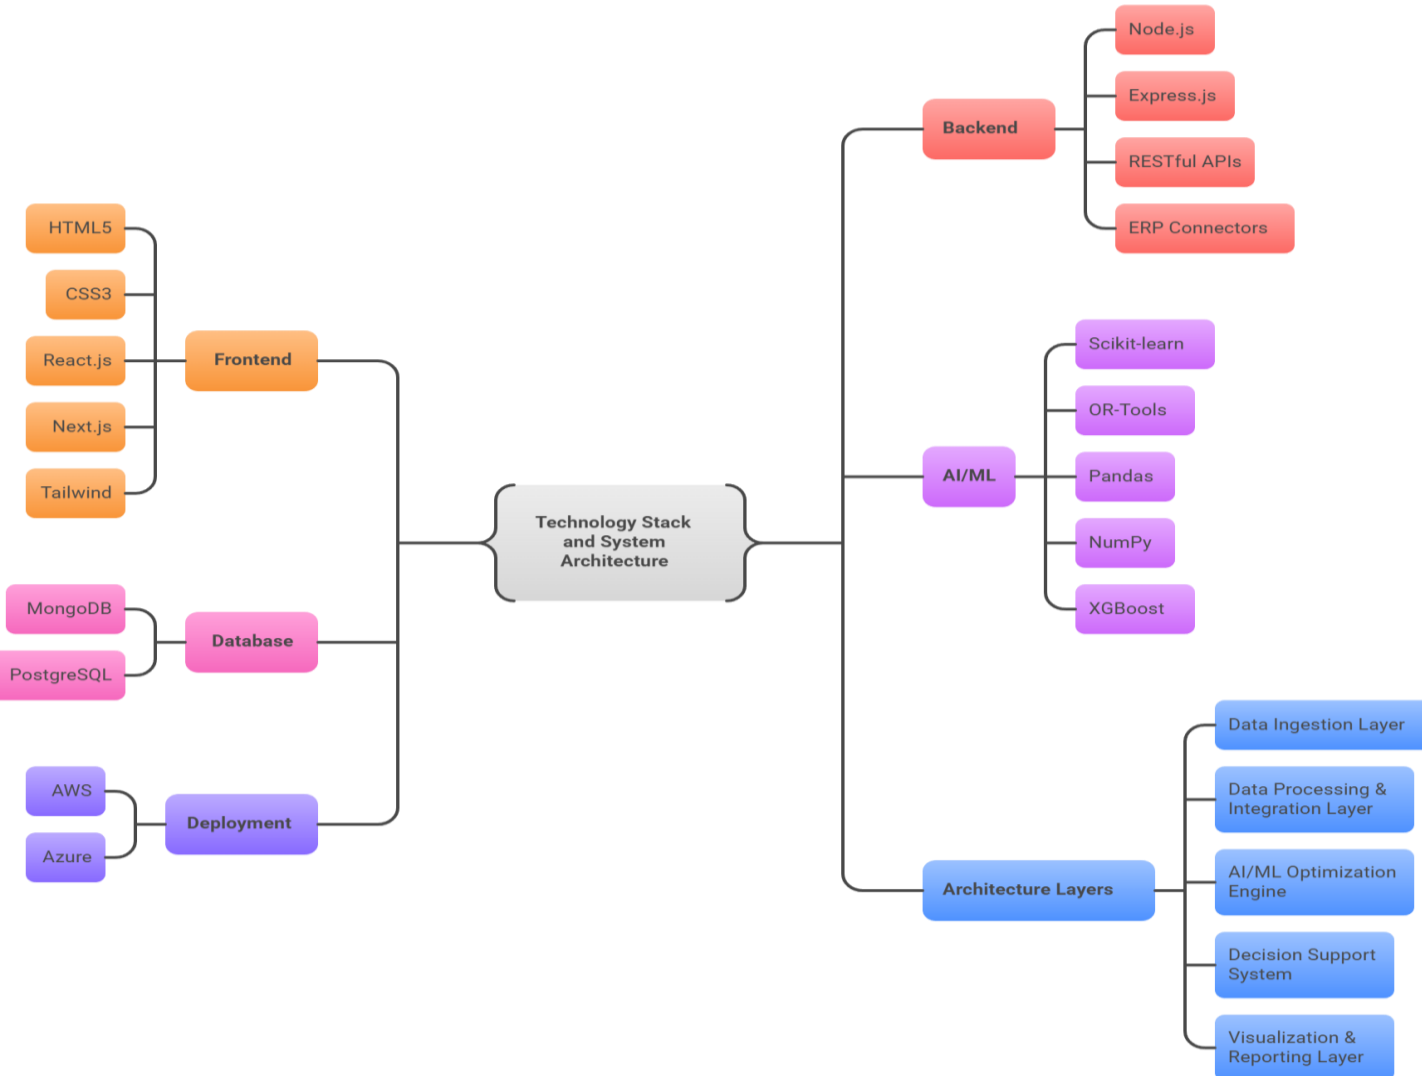 Technology Stack
and System
Architecture
Frontend
HTML5
CSS3
React.js
Next.js
Tailwind
Database
MongoDB
PostgreSQL
Deployment
AWS
Azure
Backend
Node.js
Express.js
RESTful APIs
ERP Connectors
AI/ML
Scikit-learn
OR-Tools
Pandas
NumPy
XGBoost
Architecture Layers
Data Ingestion Layer
Data Processing &
Integration Layer
AI/ML Optimization
Engine
Decision Support
System
Visualization &
Reporting Layer